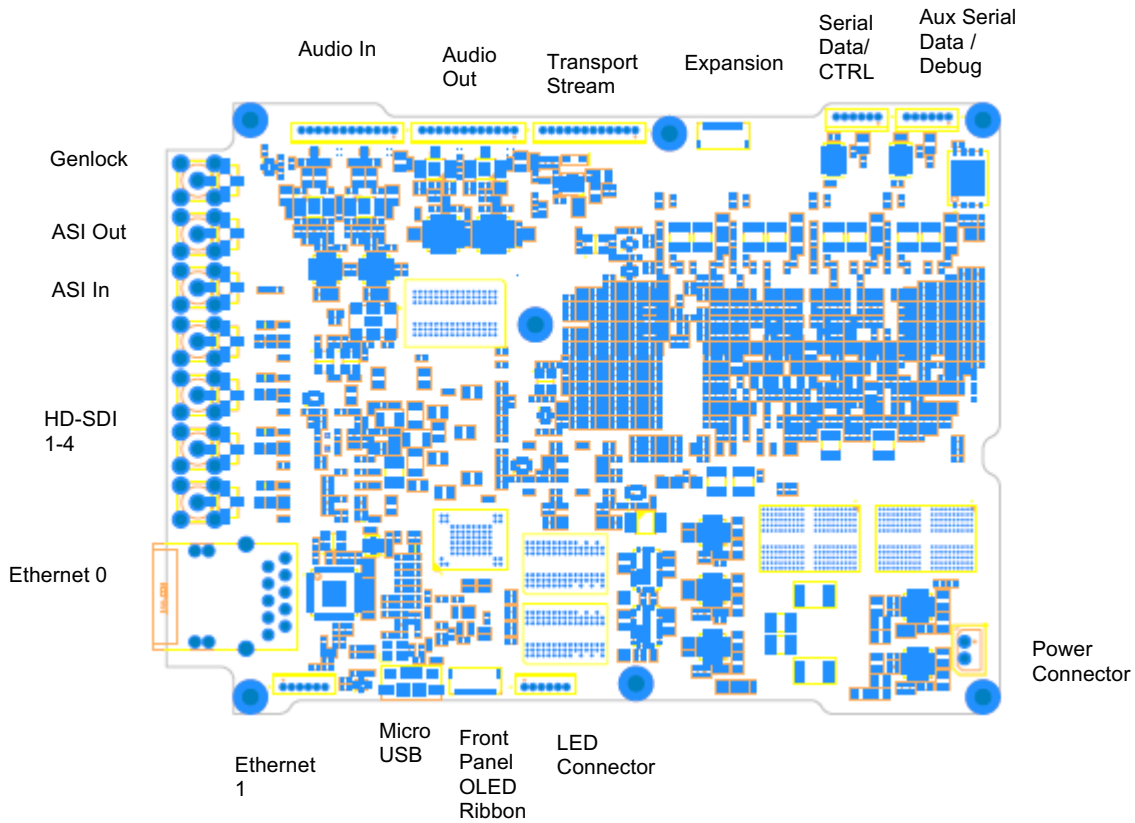 Audio In
Audio
Out
Transport
Stream
Expansion
Serial
Data/
CTRL
Aux Serial
Data /
Debug
Genlock
ASI Out
ASI In
HD-SDI
1-4
Ethernet 0
Power
Connector
Ethernet
1
Micro
USB
Front
Panel
OLED
Ribbon
LED
Connector